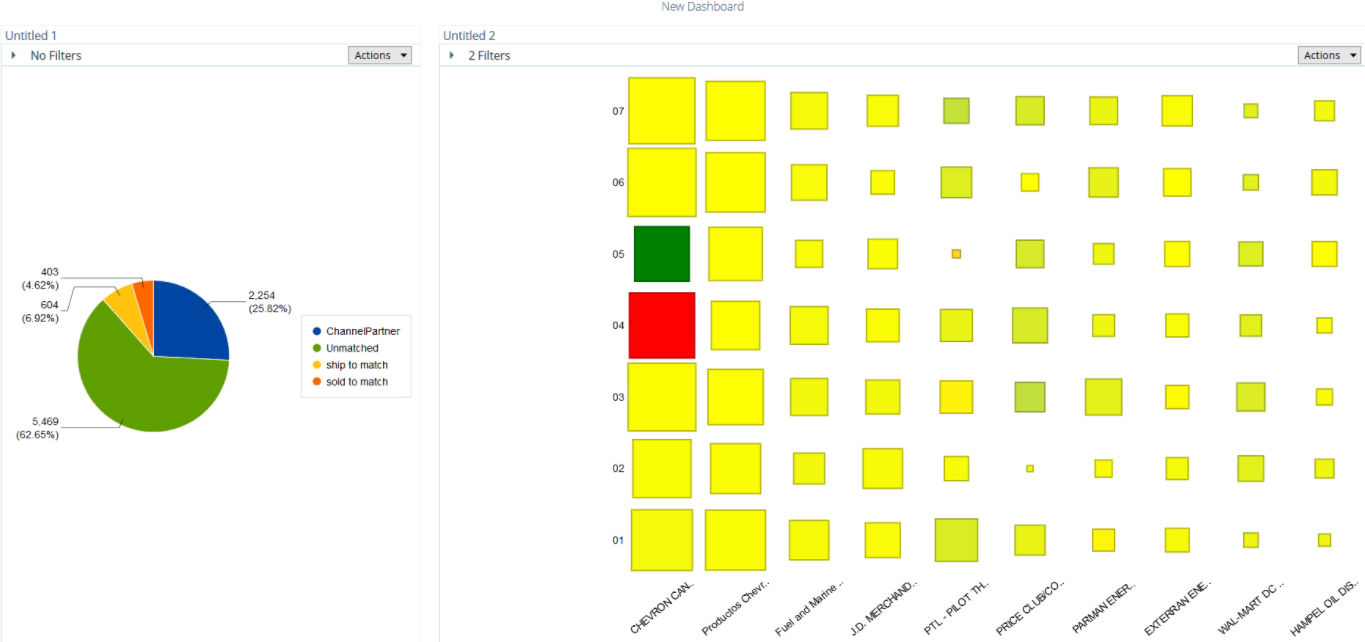 New Dashboard
Untitled 1
No Filters
Actions
403
(4.62%)
604
(6.92%)
2,254
(25.82%)
5,469
(62.65%)
ChannelPartner
Unmatched
ship to match
sold to match
Untitled 2
2 Filters
Actions
07
06
05
04
03
02
01
CHEVRON CAN..
Productos Chevr..
Fuel and Marine ..
J.D. MERCHAND..
PTL - PILOT TH..
PRICE CLUB/CO..
PARMAN ENER..
EXTERRAN ENE..
WAL-MART DC ..
HAMPEL OIL DIS..